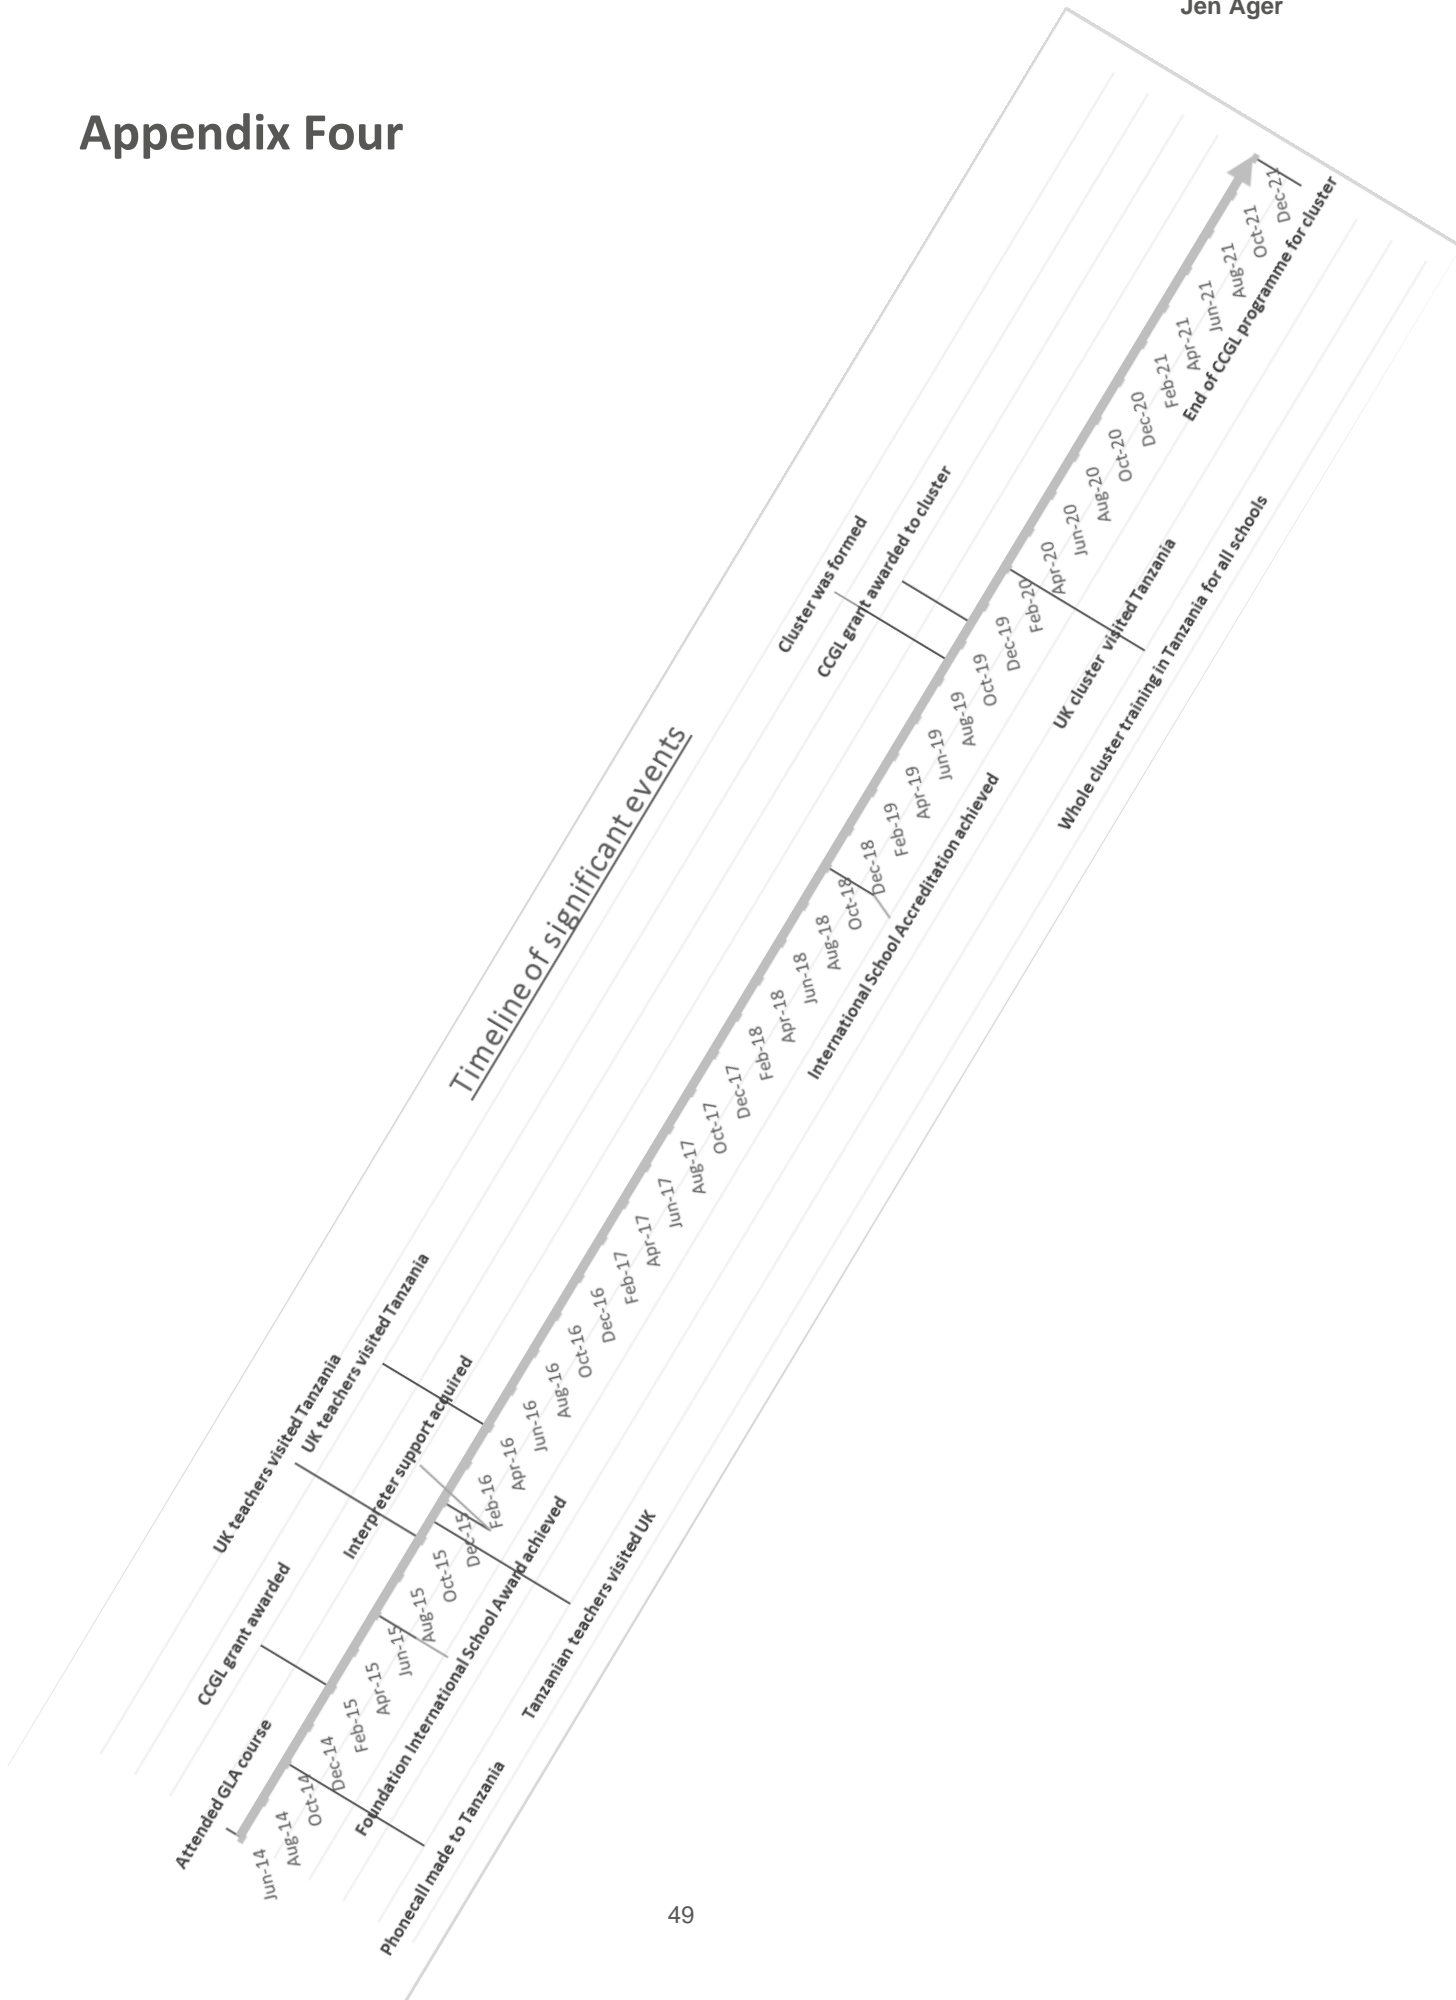 Jen Ager
Appendix Four
Timeline of significant events
Attended GLA course
CCGL grant awarded
UK teachers visited Tanzania
UK teachers visited Tanzania
Interpreter support acquired
Cluster was formed
CCGL grant awarded to cluster
Jun-14
Aug-14
Oct-14
Dec-14
Feb-15
Apr-15
Jun-15
Aug-15
Oct-15
Dec-15
Feb-16
Apr-16
Jun-16
Aug-16
Oct-16
Dec-16
Feb-17
Apr-17
Jun-17
Aug-17
Oct-17
Dec-17
Feb-18
Apr-18
Jun-18
Aug-18
Oct-18
Dec-18
Feb-19
Apr-19
Jun-19
Aug-19
Oct-19
Dec-19
Feb-20
Apr-20
Jun-20
Aug-20
Oct-20
Dec-20
Feb-21
Apr-21
Jun-21
Aug-21
Oct-21
Dec-21
Phonecall made to Tanzania
Foundation International School Award achieved
Tanzanian teachers visited UK
International School Accreditation achieved
UK cluster visited Tanzania
Whole cluster training in Tanzania for all schools
End of CCGL programme for cluster
49